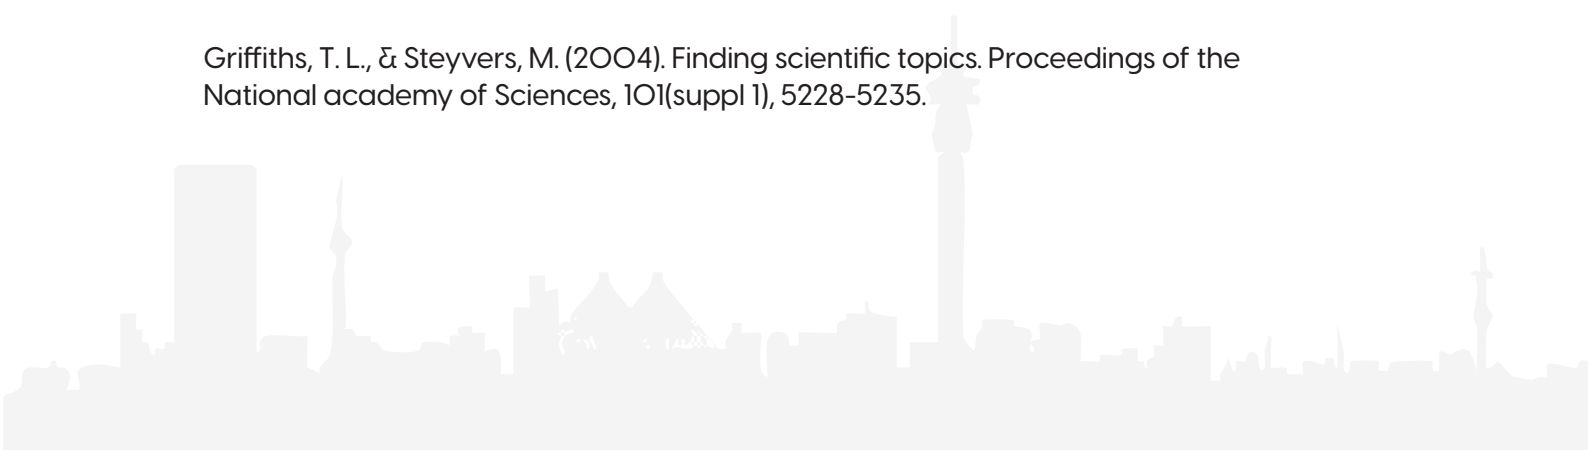 Griffiths, T. L., & Steyvers, M. (2004). Finding scientific topics. Proceedings of the
National academy of Sciences, 101(suppl 1), 5228-5235.